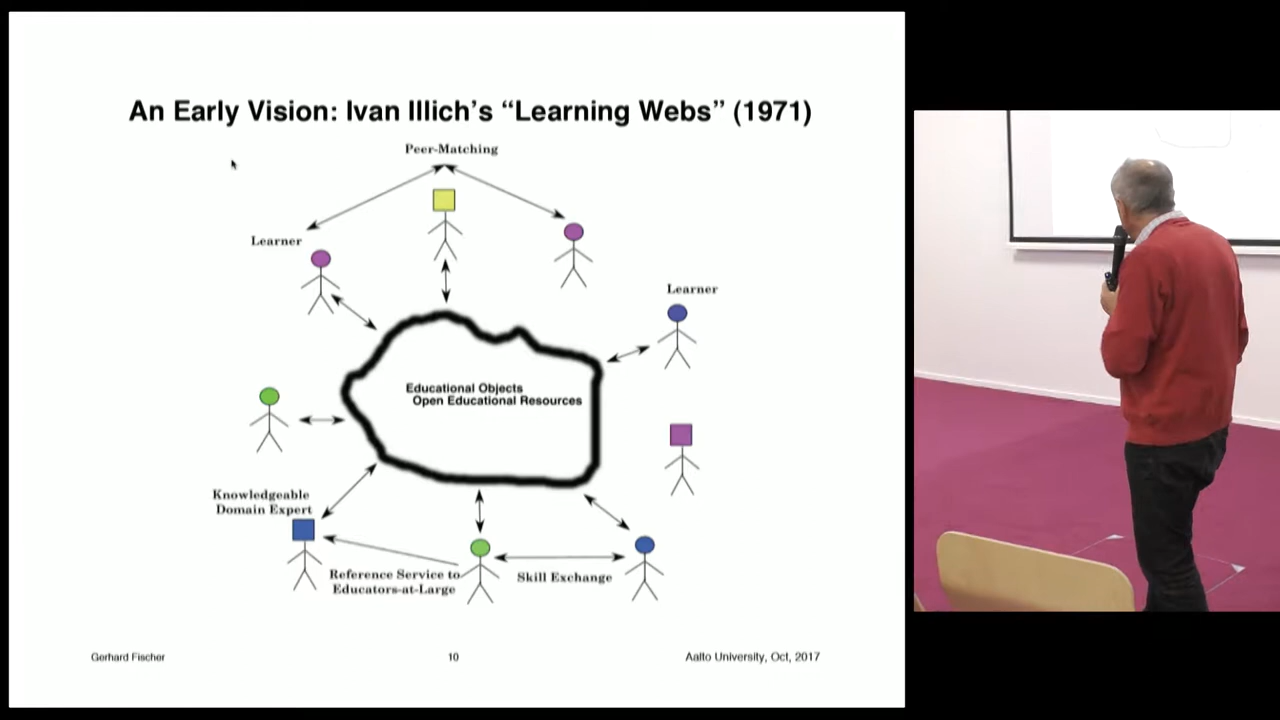 An Early Vision: Ivan Illich's “Learning Webs” (1971)
Peer-Matching
Learner
Learner
Educational Objects
Open Educational Resources
Knowledgeable
Domain Expert
Reference Service to
Educators-at-Large
Skill Exchange
Gerhard Fischer
10
Aalto University, Oct, 2017